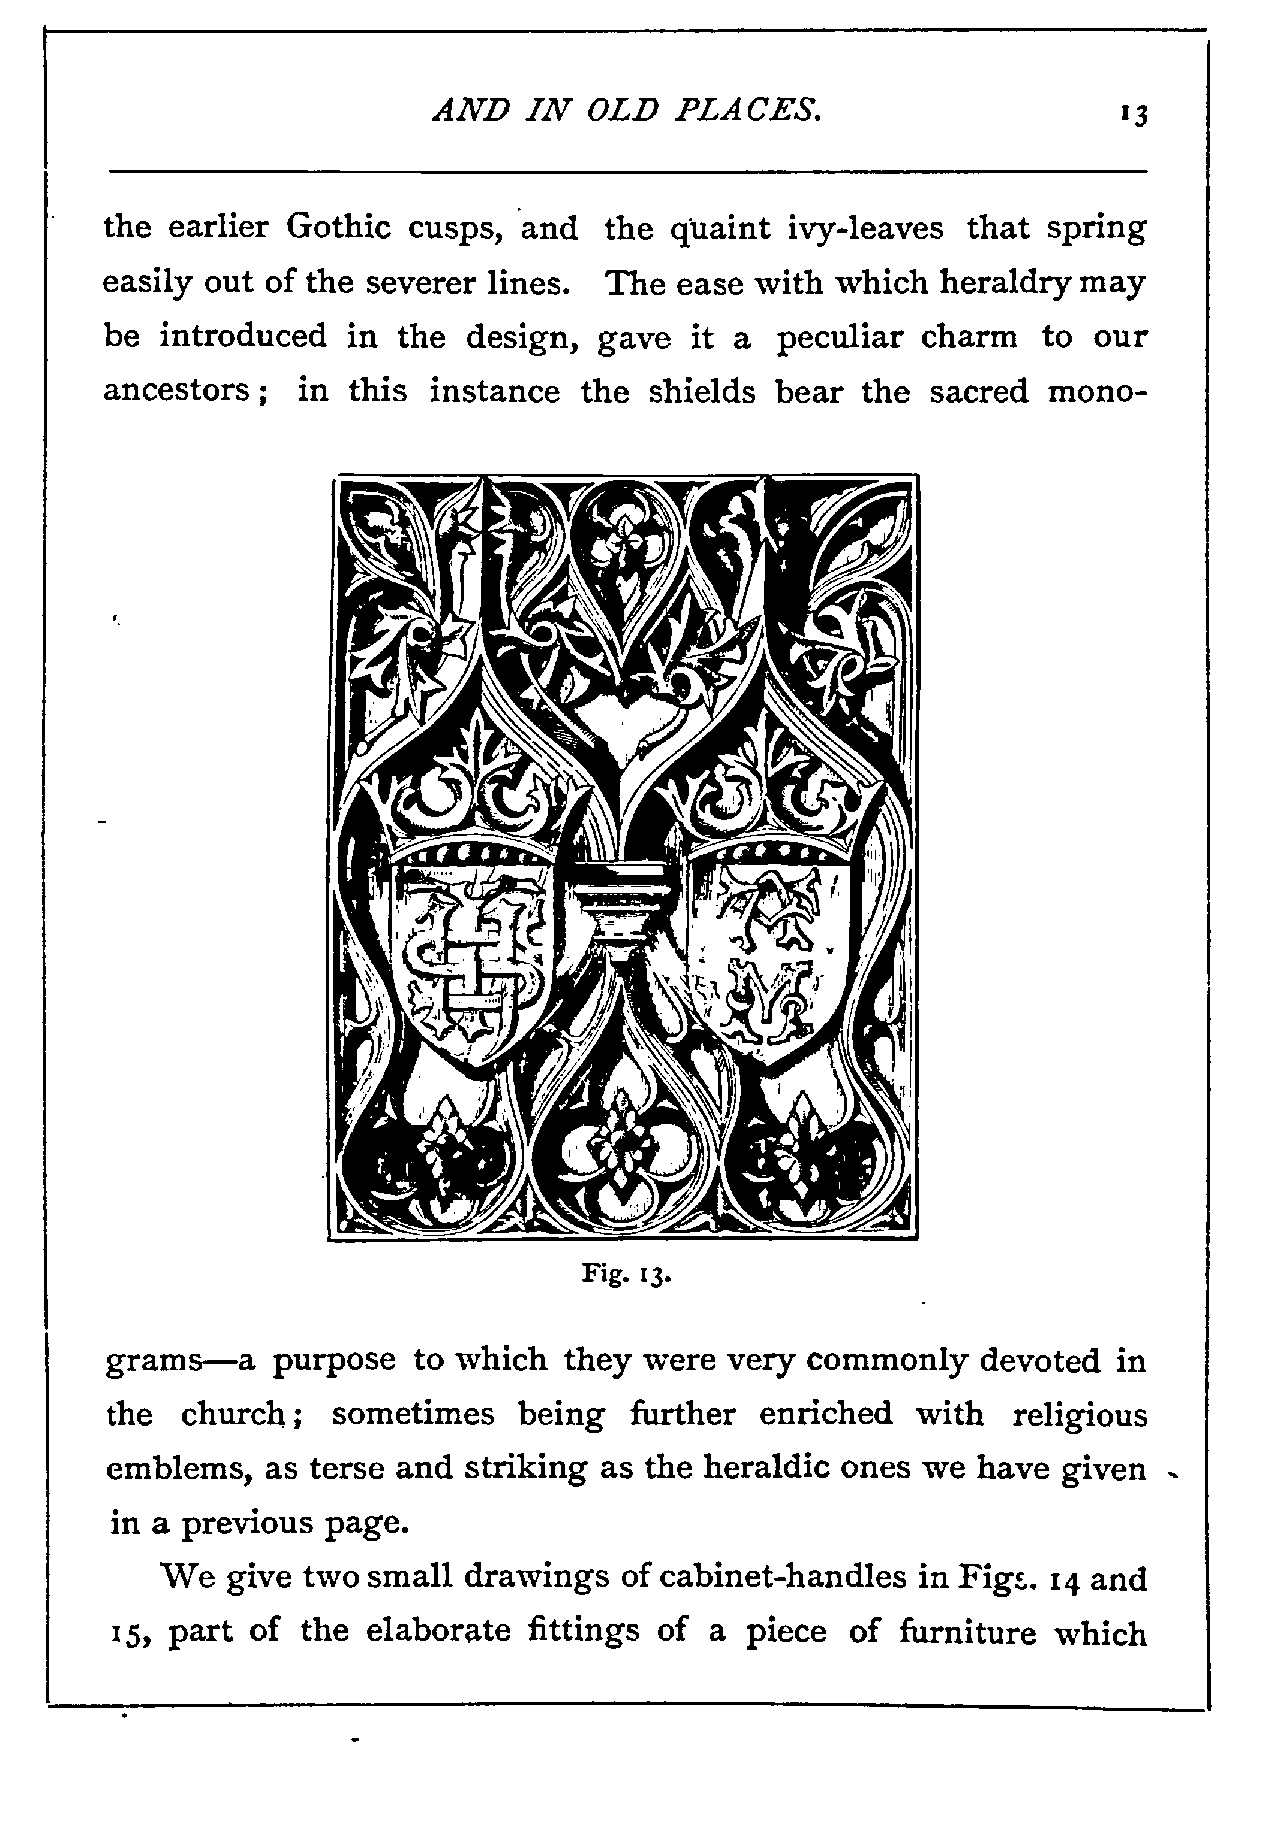 AND IN OLD PLACES. 13
the earlier Gothic cusps, and the quaint ivy-leaves that spring
easily out of the severer lines. The ease with which heraldry may
be introduced in the design, gave it a peculiar charm to our
ancestors; in this instance the shields bear the sacred mono-
Fig. 13.
grams—a purpose to which they were very commonly devoted in
the church; sometimes being further enriched with religious
emblems, as terse and striking as the heraldic ones we have given
in a previous page.
We give two small drawings of cabinet-handles in Figs. 14 and
15, part of the elaborate fittings of a piece of furniture which